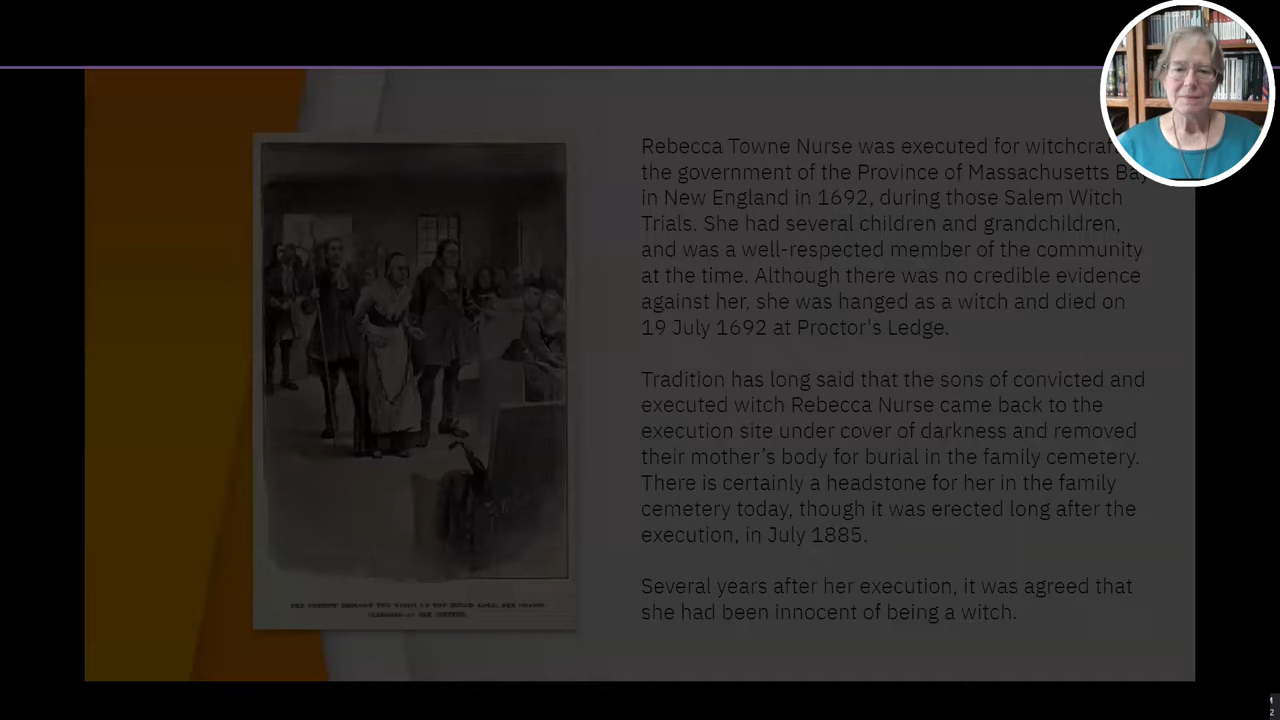 Rebecca Towne Nurse was executed for witchcraf
the government of the Province of Massachusetts Bay
in New England in 1692, during those Salem Witch
Trials. She had several children and grandchildren,
and was a well-respected member of the community
at the time. Although there was no credible evidence
against her, she was hanged as a witch and died on
19 July 1692 at Proctor's Ledge.
Tradition has long said that the sons of convicted and
executed witch Rebecca Nurse came back to the
execution site under cover of darkness and removed
their mother’s body for burial in the family cemetery.
There is certainly a headstone for her in the family
cemetery today, though it was erected long after the
execution, in July 1885.
Several years after her execution, it was agreed that
she had been innocent of being a witch.